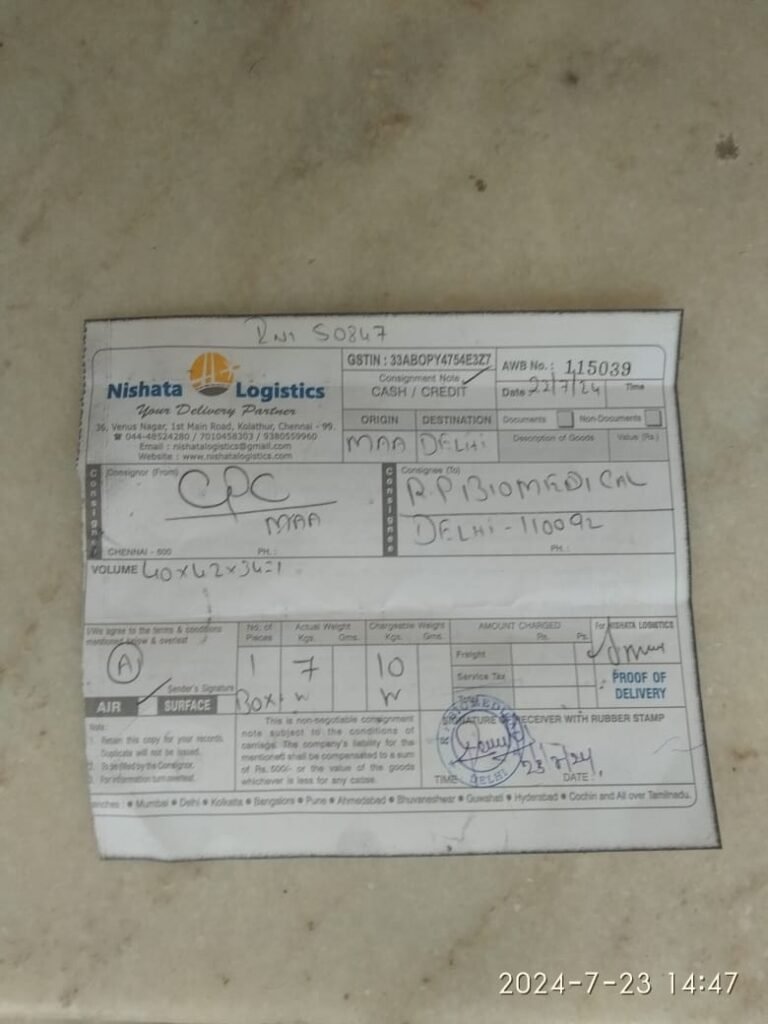 RNI 50847
Nishata Logistics
Your Delivery Partner
36, Venus Nagar, 1st Main Road, Kolathur, Chennai - 99.
☎ 044-48524280 / 7010458303 / 9380559960
Email : nishatalogistics@gmail.com
Website : www.nishatalogistics.com
GSTIN : 33ABOPY4754E3Z7
Consignment Note
CASH / CREDIT
AWB No. : 115039
Date 22/7/24 Time
ORIGIN DESTINATION
MAA DELHI
Documents Non-Documents
Description of Goods Value (Rs.)
Consignor (From)
CPC
MAA
CHENNAI - 600 PH. :
Consignee
Consignee (To)
R.P BIOMEDICAL
DELHI - 110092
PH. :
VOLUME 40x42x34=1
I/We agree to the terms & conditions
mentioned below & overleaf
A
Sender's Signature
AIR SURFACE
No. of Pieces
1
BOX
Actual Weight
Kgs. Gms.
7
W
Chargeable Weight
Kgs. Gms.
10
W
AMOUNT CHARGED
Rs. Ps.
Freight
Service Tax
For NISHATA LOGISTICS
PROOF OF
DELIVERY
Note:
1. Retain this copy for your records.
Duplicate will not be issued.
2. To be filled by the Consignor.
3. For information turn overleaf.
This is non-negotiable consignment
note subject to the conditions of
carriage. The company's liability for the
mentioned shall be compensated to a sum
of Rs. 500/- or the value of the goods
whichever is less for any cause.
SIGNATURE OF RECEIVER WITH RUBBER STAMP
DELHI
23/7/24
TIME DATE
● Mumbai ● Delhi ● Kolkatta ● Bangalore ● Pune ● Ahmedabad ● Bhuvaneshwar ● Guwahati ● Hyderabad ● Cochin and All over Tamilnadu.
2024-7-23 14:47